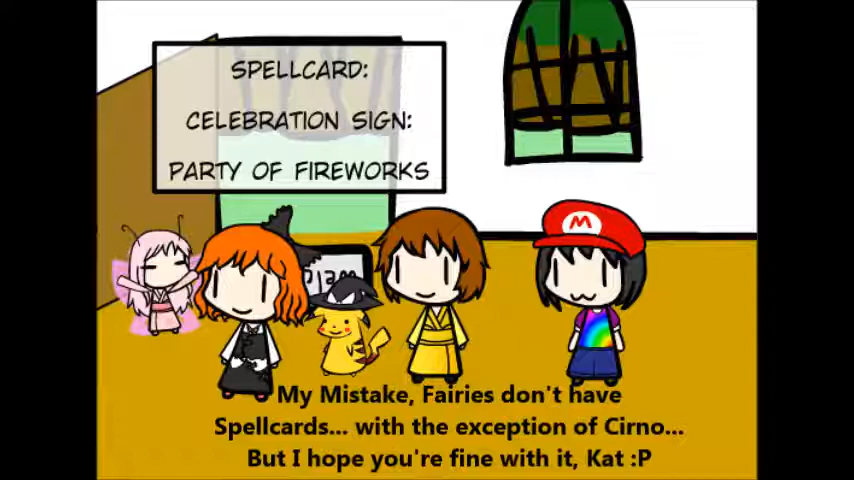 SPELLCARD:
CELEBRATION SIGN:
PARTY OF FIREWORKS
M
My Mistake, Fairies don't have
Spellcards... with the exception of Cirno...
But I hope you're fine with it, Kat :P